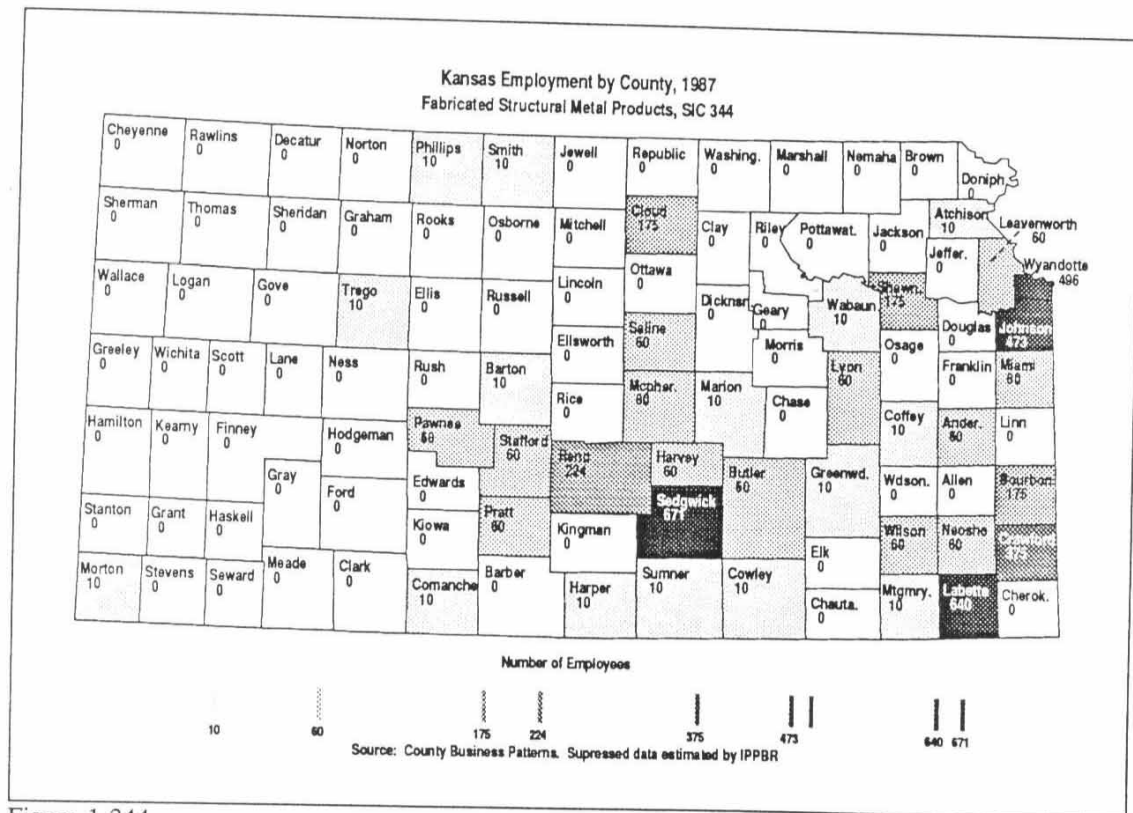 Kansas Employment by County, 1987
Fabricated Structural Metal Products, SIC 344
Cheyenne 0
Rawlins 0
Decatur 0
Norton 0
Phillips 10
Smith 10
Jewell 0
Republic 0
Washing. 0
Marshall 0
Nemaha 0
Brown 0
Doniph. 0
Sherman 0
Thomas 0
Sheridan 0
Graham 0
Rooks 0
Osborne 0
Mitchell 0
Cloud 175
Clay 0
Riley 0
Pottawat. 0
Jackson 0
Atchison 10
Leavenworth 60
Jeffer. 0
Wyandotte 496
Wallace 0
Logan 0
Gove 0
Trego 10
Ellis 0
Russell 0
Lincoln 0
Ottawa 0
Dicknsn 0
Geary 0
Wabaun 10
Shawn. 175
Douglas 0
Johnson 473
Greeley 0
Wichita 0
Scott 0
Lane 0
Ness 0
Rush 0
Barton 10
Ellsworth 0
Saline 60
Morris 0
Lyon 60
Osage 0
Franklin 0
Miami 60
Hamilton 0
Kearny 0
Finney 0
Hodgeman 0
Pawnee
Stafford 60
Rice 0
Mcpher. 60
Marion 10
Chase 0
Coffey 10
Ander. 60
Linn 0
Gray 0
Ford 0
Edwards 0
Reno 224
Harvey 60
Butler 60
Greenwd. 10
Wdson. 0
Allen 0
Bourbon 175
Stanton 0
Grant 0
Haskell 0
Kiowa 0
Pratt 60
Kingman 0
Sedgwick 671
Elk 0
Wilson 60
Neosho 60
Crawford 375
Morton 10
Stevens 0
Seward 0
Meade 0
Clark 0
Comanche 10
Barber 0
Harper 10
Sumner 10
Cowley 10
Chauta. 0
Mtgmry. 10
Labette 640
Cherok. 0
Number of Employees
10 60 175 224 375 473 640 671
Source: County Business Patterns. Supressed data estimated by IPPBR